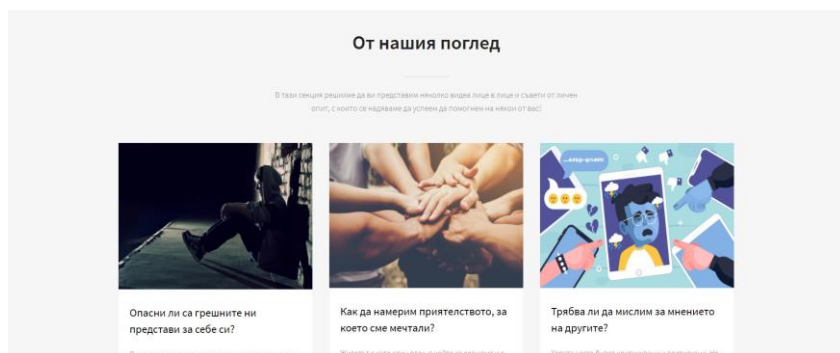 От нашия поглед
В тази секция решихме да ви представим няколко видеа лице в лице и съвети от личен
опит, с които се надяваме да успеем да помогнем на някои от вас!
Опасни ли са грешните ни
представи за себе си?
Как да намерим приятелството, за
което сме мечтали?
Трябва ли да мислим за мнението
на другите?